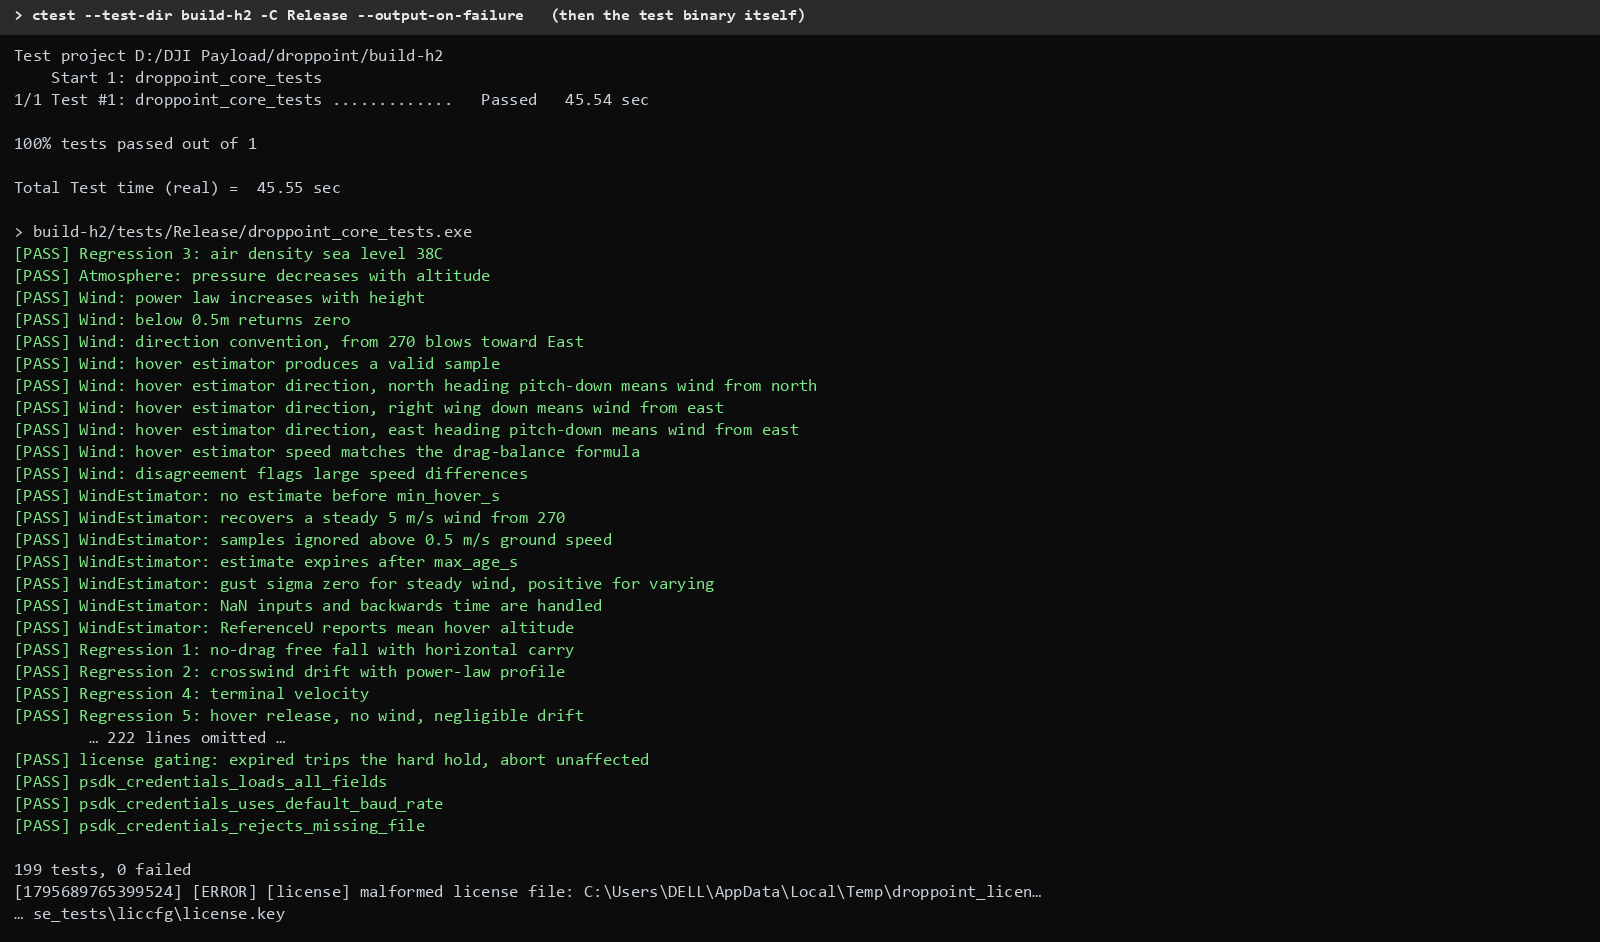 > ctest --test-dir build-h2 -C Release --output-on-failure   (then the test binary itself)
Test project D:/DJI Payload/droppoint/build-h2
    Start 1: droppoint_core_tests
1/1 Test #1: droppoint_core_tests .............   Passed   45.54 sec
100% tests passed out of 1
Total Test time (real) =  45.55 sec
> build-h2/tests/Release/droppoint_core_tests.exe
[PASS] Regression 3: air density sea level 38C
[PASS] Atmosphere: pressure decreases with altitude
[PASS] Wind: power law increases with height
[PASS] Wind: below 0.5m returns zero
[PASS] Wind: direction convention, from 270 blows toward East
[PASS] Wind: hover estimator produces a valid sample
[PASS] Wind: hover estimator direction, north heading pitch-down means wind from north
[PASS] Wind: hover estimator direction, right wing down means wind from east
[PASS] Wind: hover estimator direction, east heading pitch-down means wind from east
[PASS] Wind: hover estimator speed matches the drag-balance formula
[PASS] Wind: disagreement flags large speed differences
[PASS] WindEstimator: no estimate before min_hover_s
[PASS] WindEstimator: recovers a steady 5 m/s wind from 270
[PASS] WindEstimator: samples ignored above 0.5 m/s ground speed
[PASS] WindEstimator: estimate expires after max_age_s
[PASS] WindEstimator: gust sigma zero for steady wind, positive for varying
[PASS] WindEstimator: NaN inputs and backwards time are handled
[PASS] WindEstimator: ReferenceU reports mean hover altitude
[PASS] Regression 1: no-drag free fall with horizontal carry
[PASS] Regression 2: crosswind drift with power-law profile
[PASS] Regression 4: terminal velocity
[PASS] Regression 5: hover release, no wind, negligible drift
        … 222 lines omitted …
[PASS] license gating: expired trips the hard hold, abort unaffected
[PASS] psdk_credentials_loads_all_fields
[PASS] psdk_credentials_uses_default_baud_rate
[PASS] psdk_credentials_rejects_missing_file
199 tests, 0 failed
[1795689765399524] [ERROR] [license] malformed license file: C:\Users\DELL\AppData\Local\Temp\droppoint_licen…
… se_tests\liccfg\license.key